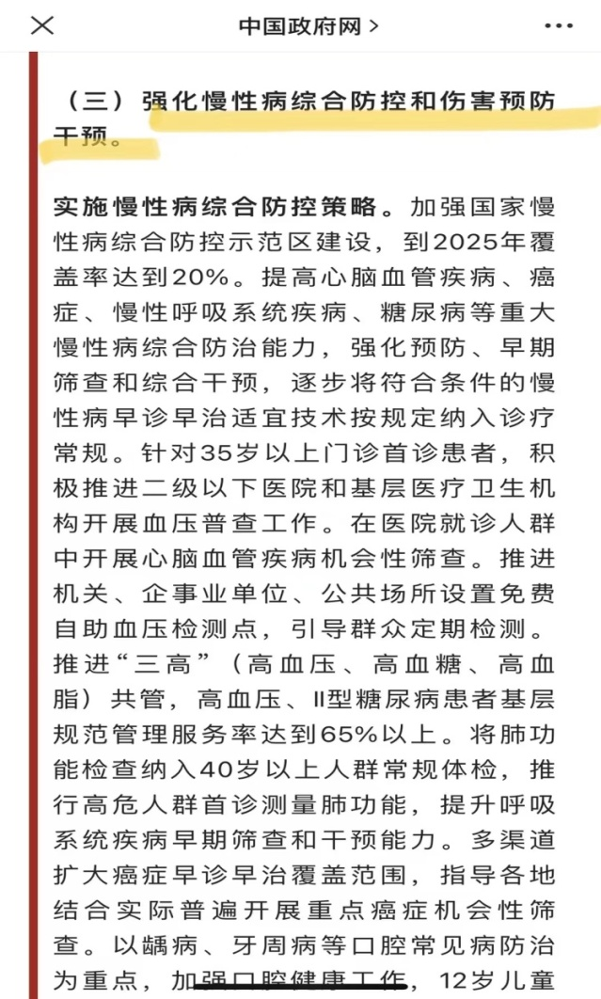 中国政府网
（三）强化慢性病综合防控和伤害预防
干预。
实施慢性病综合防控策略。加强国家慢
性病综合防控示范区建设，到2025年覆
盖率达到20%。提高心脑血管疾病、癌
症、慢性呼吸系统疾病、糖尿病等重大
慢性病综合防治能力，强化预防、早期
筛查和综合干预，逐步将符合条件的慢
性病早诊早治适宜技术按规定纳入诊疗
常规。针对35岁以上门诊首诊患者，积
极推进二级以下医院和基层医疗卫生机
构开展血压普查工作。在医院就诊人群
中开展心脑血管疾病机会性筛查。推进
机关、企事业单位、公共场所设置免费
自助血压检测点，引导群众定期检测。
推进“三高”（高血压、高血糖、高血
脂）共管，高血压、Ⅱ型糖尿病患者基层
规范管理服务率达到65%以上。将肺功
能检查纳入40岁以上人群常规体检，推
行高危人群首诊测量肺功能，提升呼吸
系统疾病早期筛查和干预能力。多渠道
扩大癌症早诊早治覆盖范围，指导各地
结合实际普遍开展重点癌症机会性筛
查。以龋病、牙周病等口腔常见病防治
为重点，加强口腔健康工作，12岁儿童